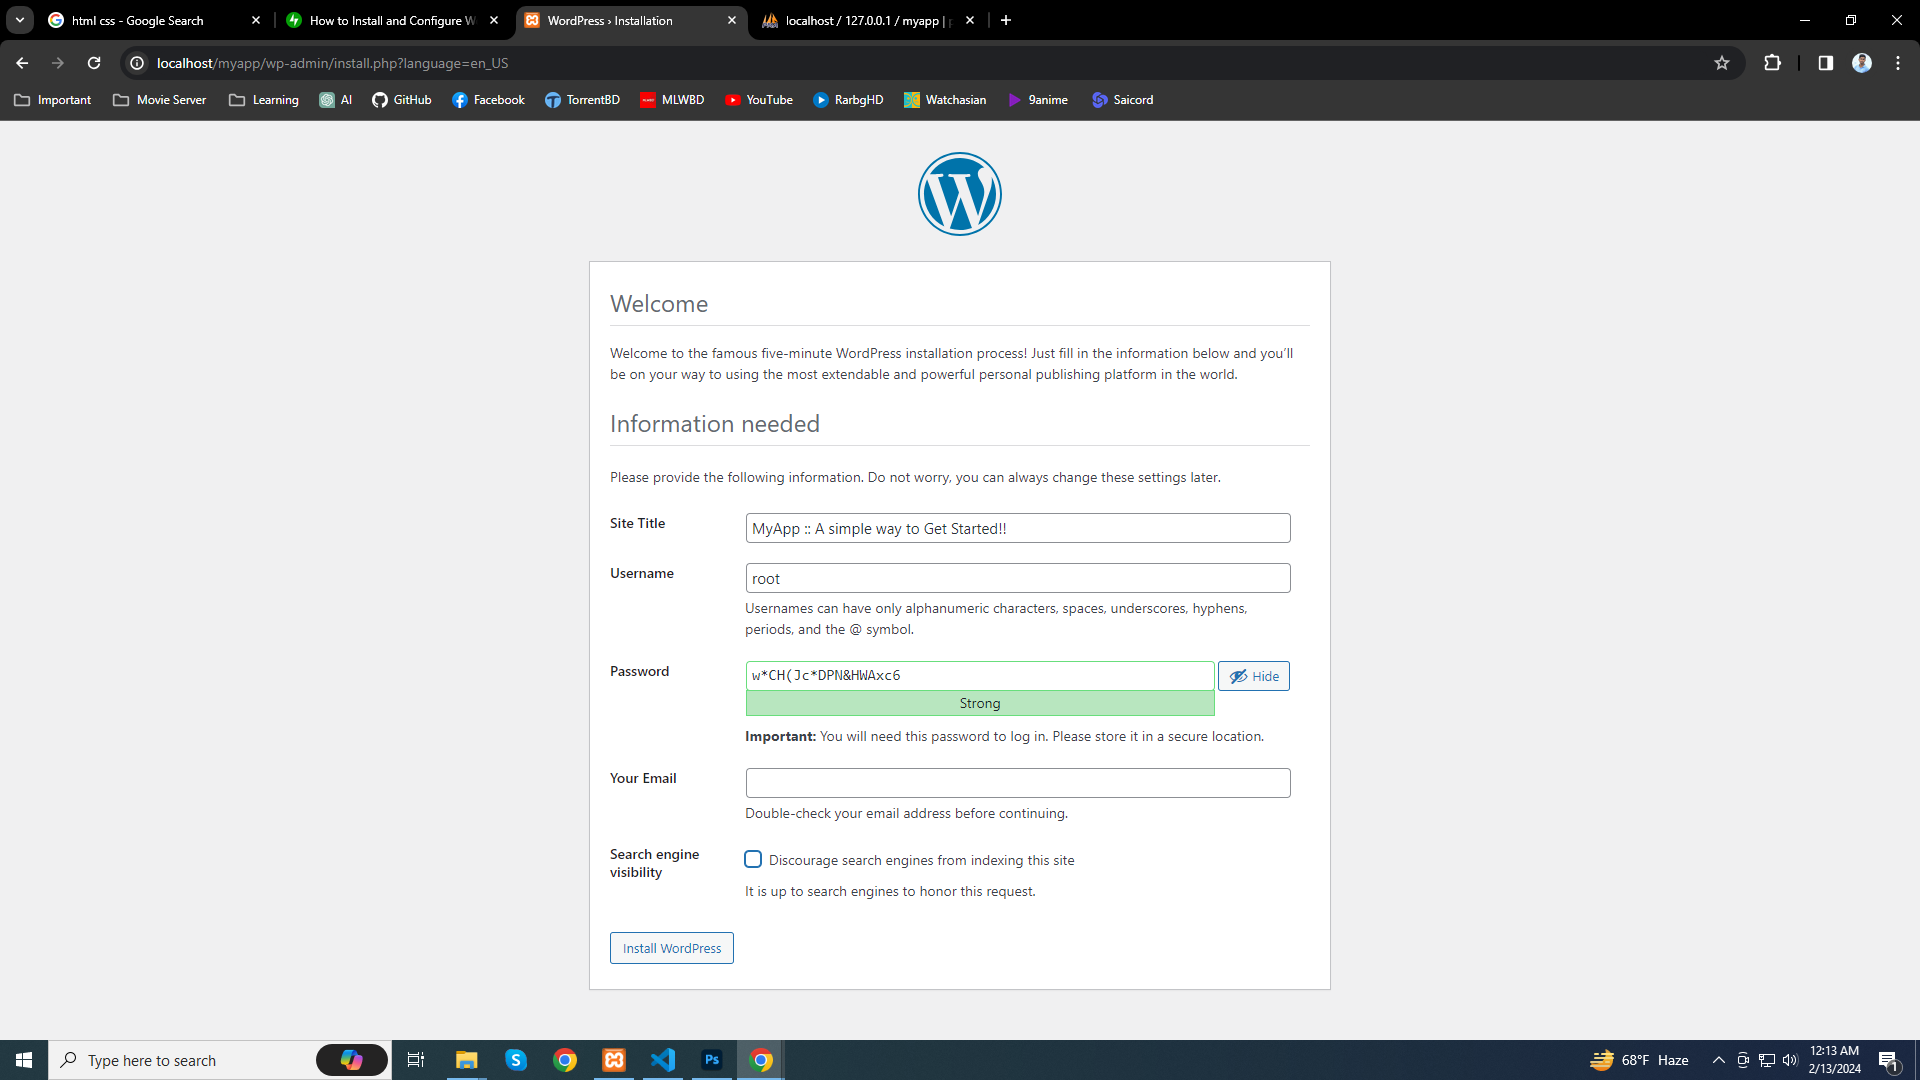 html css - Google Search
How to Install and Configure W
WordPress › Installation
localhost / 127.0.0.1 / myapp |
localhost/myapp/wp-admin/install.php?language=en_US
Important
Movie Server
Learning
AI
GitHub
Facebook
TorrentBD
MLWBD
YouTube
RarbgHD
Watchasian
9anime
Saicord
Welcome
Welcome to the famous five-minute WordPress installation process! Just fill in the information below and you’ll
be on your way to using the most extendable and powerful personal publishing platform in the world.
Information needed
Please provide the following information. Do not worry, you can always change these settings later.
Site Title
MyApp :: A simple way to Get Started!!
Username
root
Usernames can have only alphanumeric characters, spaces, underscores, hyphens,
periods, and the @ symbol.
Password
w*CH(Jc*DPN&HWAxc6
Hide
Strong
Important: You will need this password to log in. Please store it in a secure location.
Your Email
Double-check your email address before continuing.
Search engine
visibility
Discourage search engines from indexing this site
It is up to search engines to honor this request.
Install WordPress
Type here to search
68°F Haze
12:13 AM
2/13/2024
1